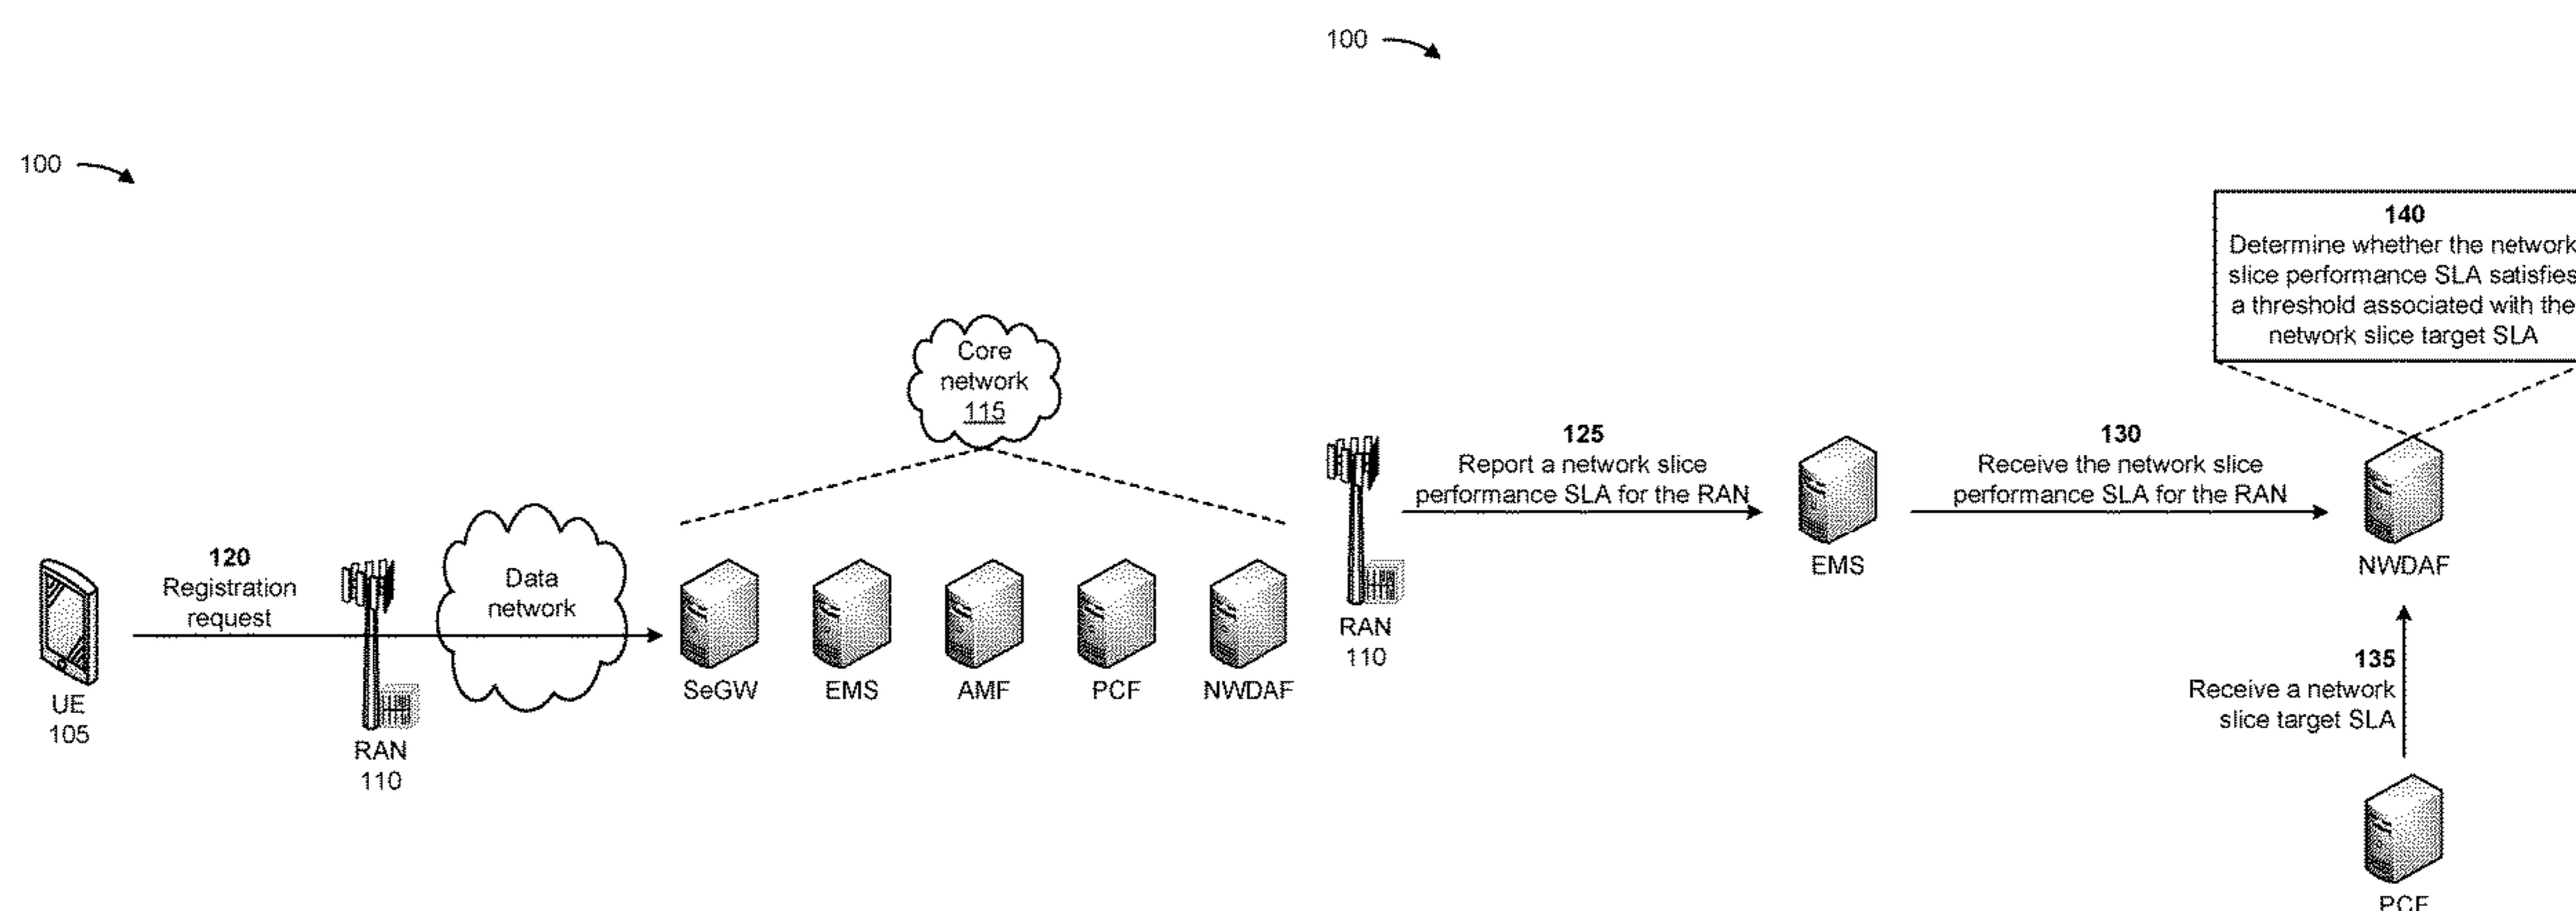 100
100
Core
network
115
120
Registration
request
Data
network
UE
105
RAN
110
SeGW
EMS
AMF
PCF
NWDAF
140
Determine whether the network
slice performance SLA satisfies
a threshold associated with the
network slice target SLA
125
Report a network slice
performance SLA for the RAN
130
Receive the network slice
performance SLA for the RAN
RAN
110
EMS
NWDAF
135
Receive a network
slice target SLA
PCF